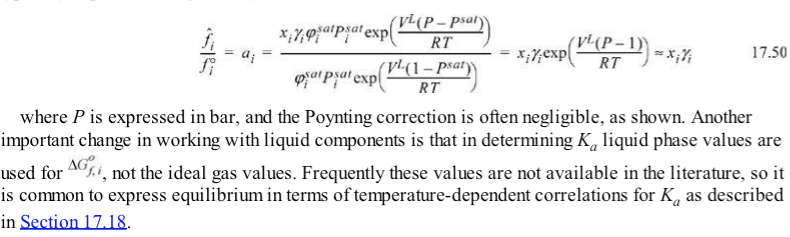 \frac{\hat{f}_i}{f_i^o} = a_i = \frac{x_i\gamma_i\varphi_i^{sat}P_i^{sat}\exp\left(\frac{V^L(P-P^{sat})}{RT}\right)}{\varphi_i^{sat}P_i^{sat}\exp\left(\frac{V^L(1-P^{sat})}{RT}\right)} = x_i\gamma_i\exp\left(\frac{V^L(P-1)}{RT}\right) \approx x_i\gamma_i 17.50
where P is expressed in bar, and the Poynting correction is often negligible, as shown. Another
important change in working with liquid components is that in determining K_a liquid phase values are
used for \Delta G^o_{f,i}, not the ideal gas values. Frequently these values are not available in the literature, so it
is common to express equilibrium in terms of temperature-dependent correlations for K_a as described
in Section 17.18.